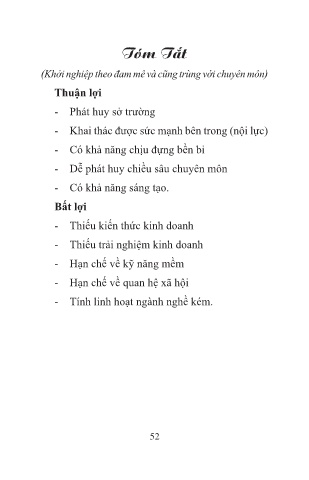 Tóm Tắt
(Khởi nghiệp theo đam mê và cũng trùng với chuyên môn)
Thuận lợi
- Phát huy sở trường
- Khai thác được sức mạnh bên trong (nội lực)
- Có khả năng chịu đựng bền bỉ
- Dễ phát huy chiều sâu chuyên môn
- Có khả năng sáng tạo.
Bất lợi
- Thiếu kiến thức kinh doanh
- Thiếu trải nghiệm kinh doanh
- Hạn chế về kỹ năng mềm
- Hạn chế về quan hệ xã hội
- Tính linh hoạt ngành nghề kém.
52